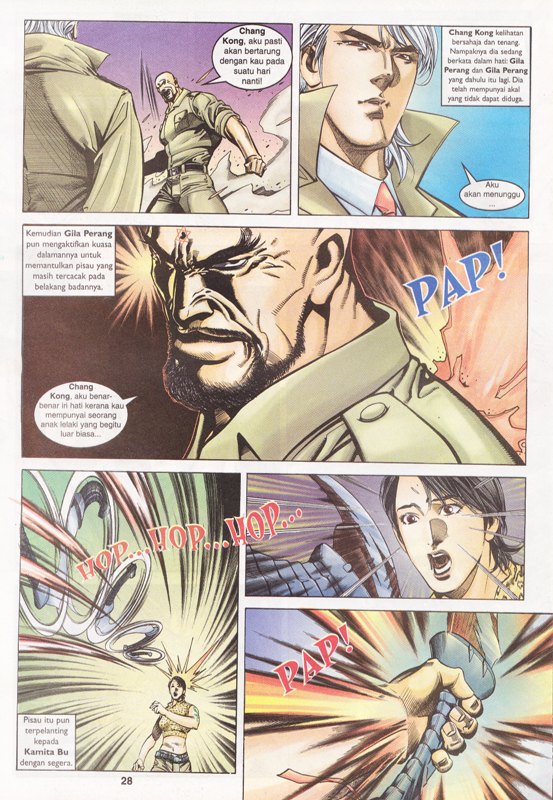 Chang
Kong, aku pasti
akan bertarung
dengan kau pada
suatu hari
nanti!
Chang Kong kelihatan
bersahaja dan tenang.
Nampaknya dia sedang
berkata dalam hati: Gila
Perang dan Gila Perang
yang dahulu itu lagi. Dia
telah mempunyai akal
yang tidak dapat diduga.
Aku
akan menunggu
...
Kemudian Gila Perang
pun mengaktifkan kuasa
dalamannya untuk
memantulkan pisau yang
masih tercacak pada
belakang badannya.
PAP!
Chang
Kong, aku benar-
benar iri hati kerana kau
mempunyai seorang
anak lelaki yang begitu
luar biasa...
HOP...HOP...HOP...
Pisau itu pun
terpelanting
kepada
Kamita Bu
dengan segera.
PAP!
28